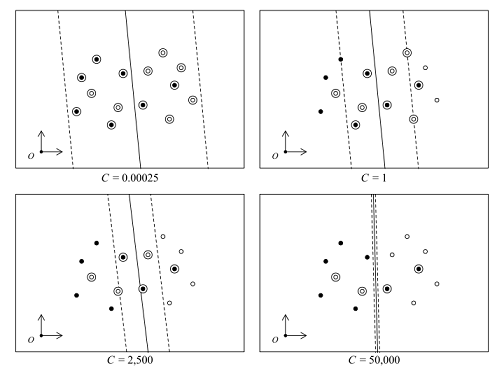 O
C = 0.00025
O
C = 1
O
C = 2,500
O
C = 50,000